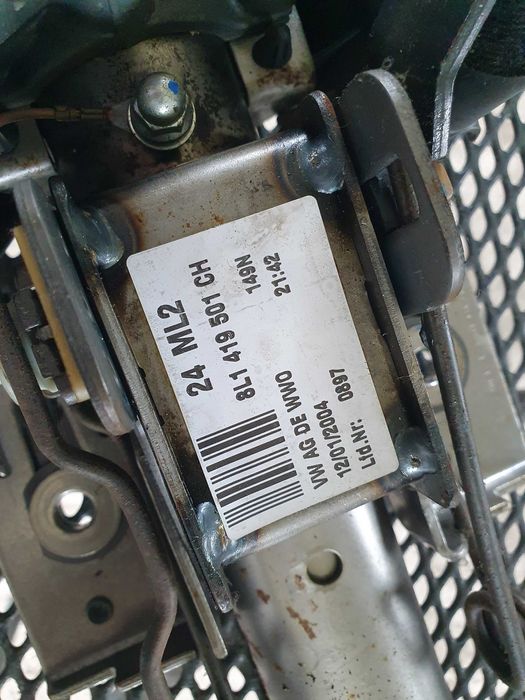 24 ML2
8L1 419 501 CH
149N
21:42
VW AG DE WWO
12/01/2004
Lfd.Nr: 0897